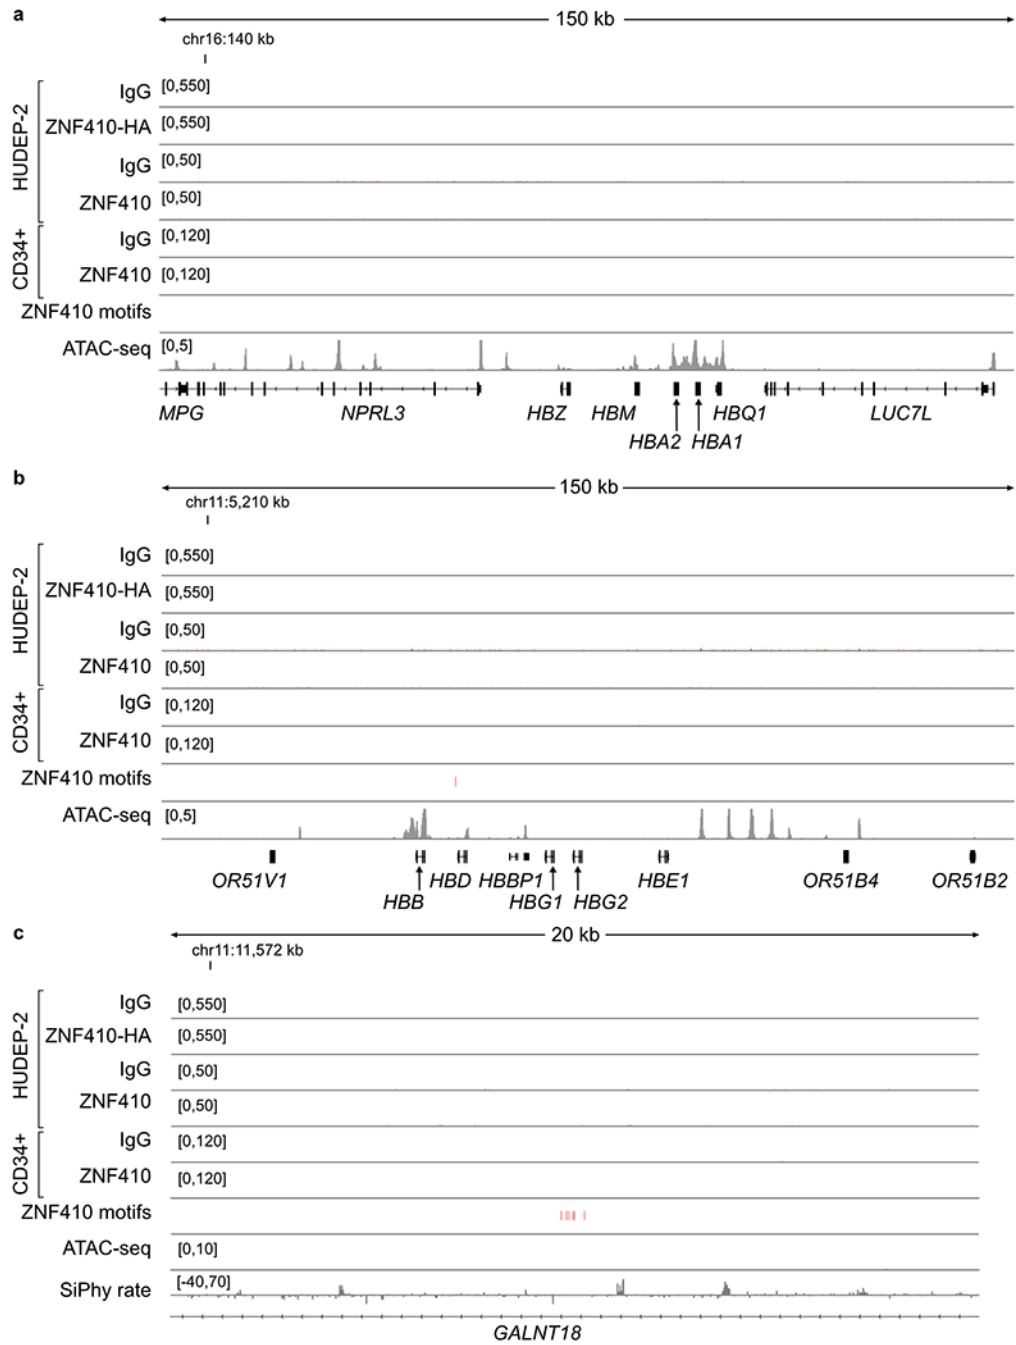 a
150 kb
chr16:140 kb
HUDEP-2
IgG [0,550]
ZNF410-HA [0,550]
IgG [0,50]
ZNF410 [0,50]
CD34+
IgG [0,120]
ZNF410 [0,120]
ZNF410 motifs
ATAC-seq [0,5]
MPG NPRL3 HBZ HBM HBQ1 LUC7L
HBA2 HBA1
b
150 kb
chr11:5,210 kb
HUDEP-2
IgG [0,550]
ZNF410-HA [0,550]
IgG [0,50]
ZNF410 [0,50]
CD34+
IgG [0,120]
ZNF410 [0,120]
ZNF410 motifs
ATAC-seq [0,5]
OR51V1 HBD HBBP1 HBE1 OR51B4 OR51B2
HBB HBG1 HBG2
c
20 kb
chr11:11,572 kb
HUDEP-2
IgG [0,550]
ZNF410-HA [0,550]
IgG [0,50]
ZNF410 [0,50]
CD34+
IgG [0,120]
ZNF410 [0,120]
ZNF410 motifs
ATAC-seq [0,10]
SiPhy rate [-40,70]
GALNT18